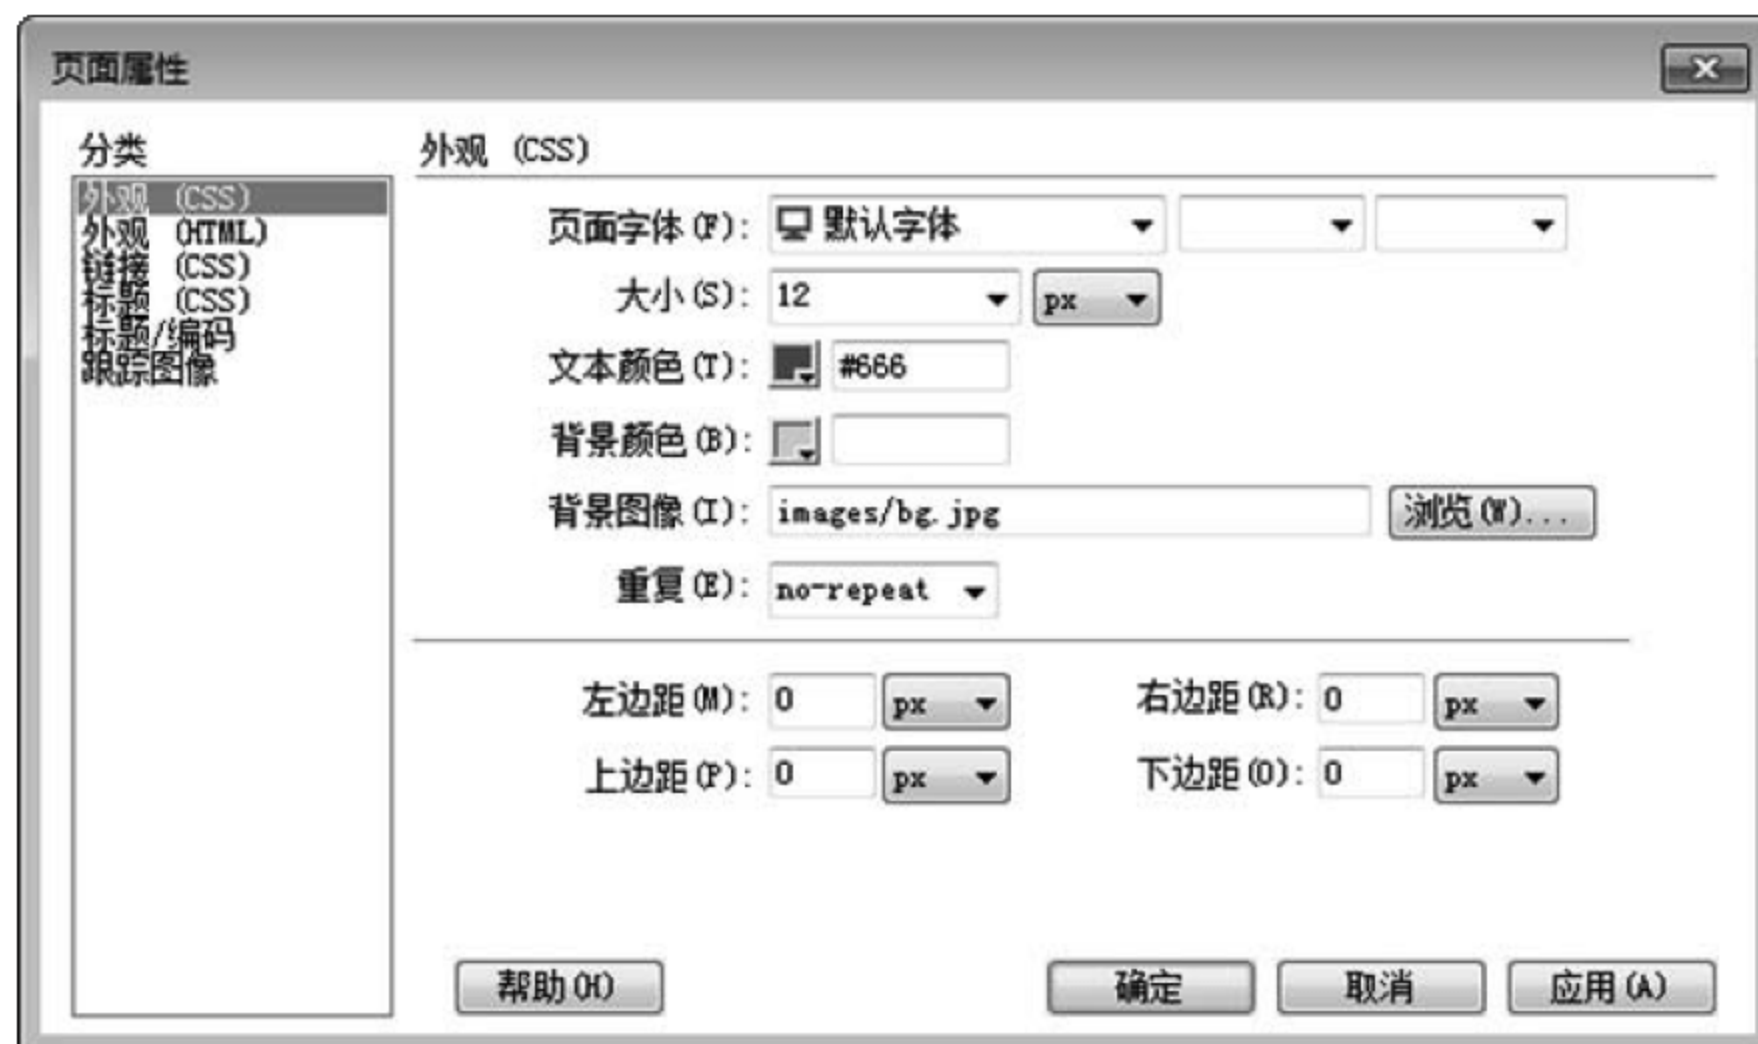 页面属性
分类
外观 (CSS)
外观 (HTML)
链接 (CSS)
标题 (CSS)
标题/编码
跟踪图像
外观 (CSS)
页面字体(F): 默认字体
大小(S): 12 px
文本颜色(T): #666
背景颜色(B):
背景图像(I): images/bg.jpg 浏览(W)...
重复(E): no-repeat
左边距(M): 0 px 右边距(R): 0 px
上边距(P): 0 px 下边距(O): 0 px
帮助(H) 确定 取消 应用(A)